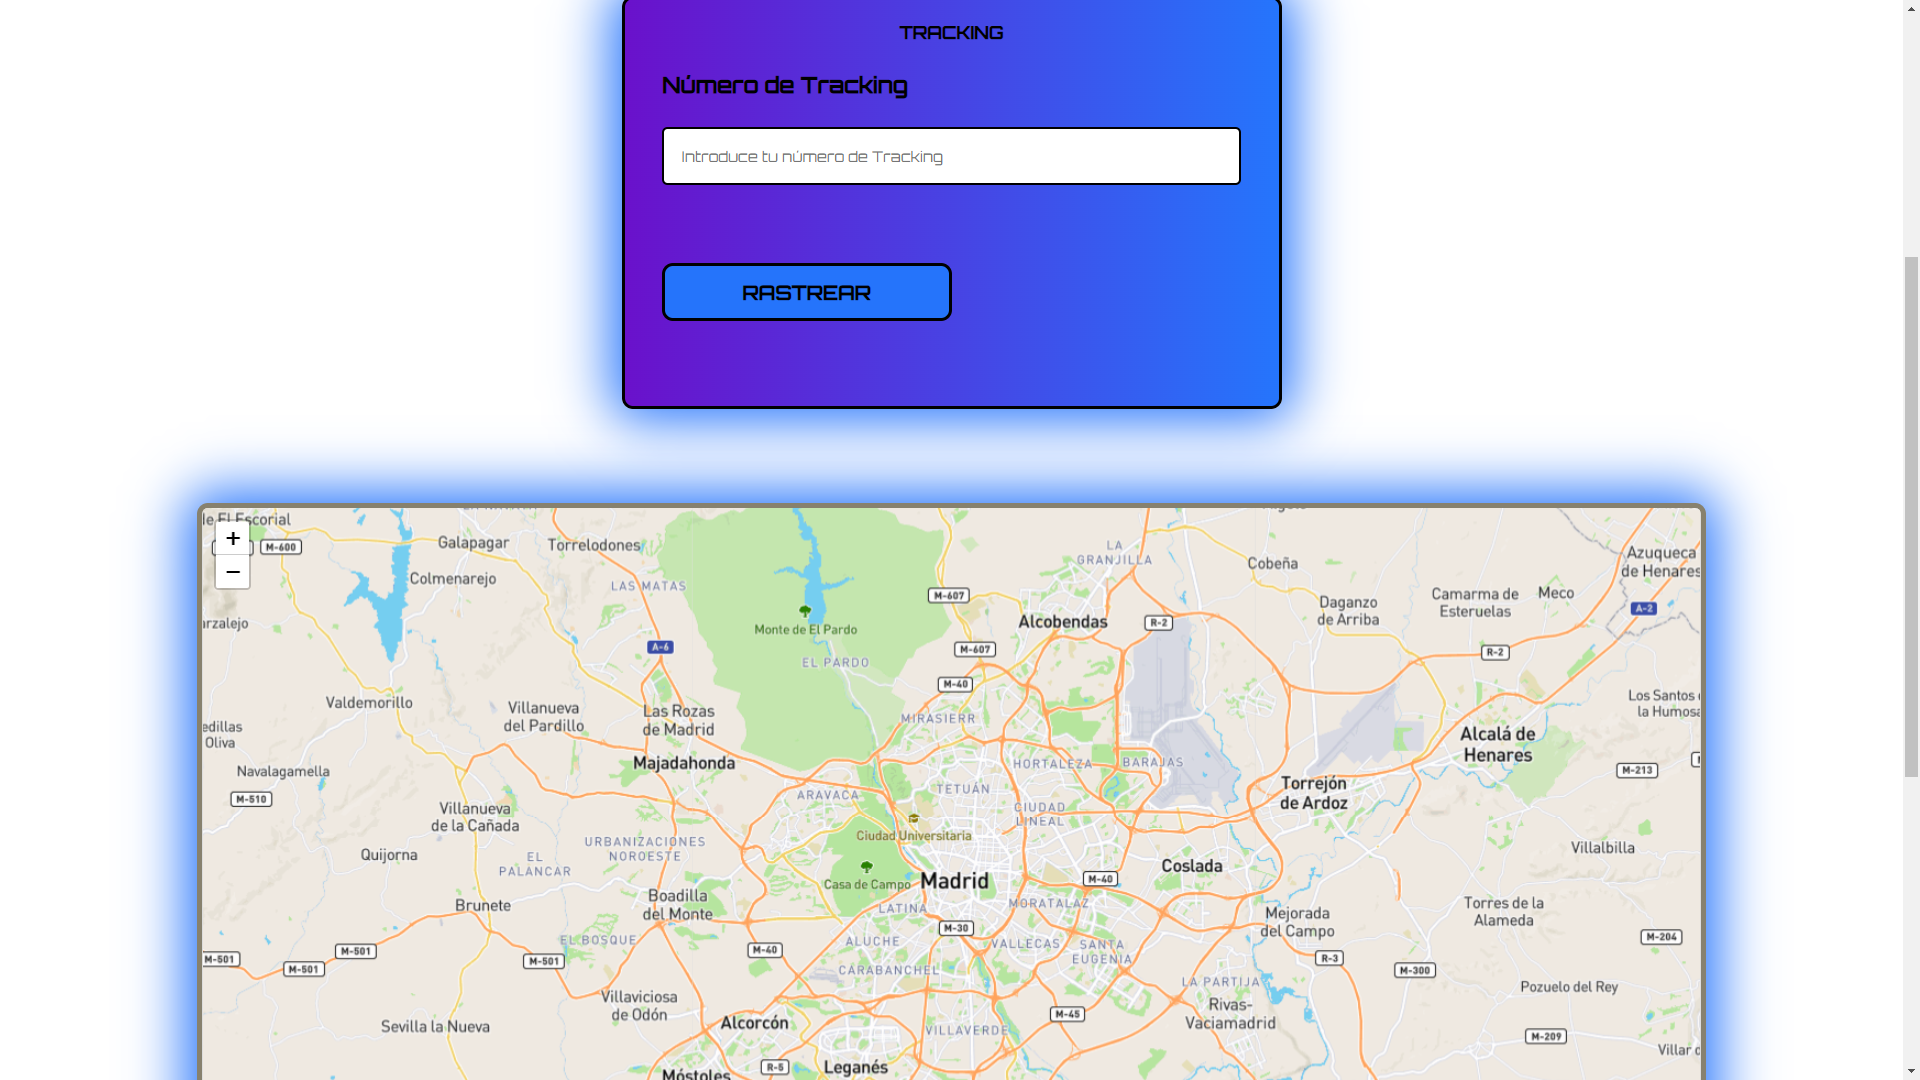 TRACKING
Número de Tracking
Introduce tu número de Tracking
RASTREAR
+
−
de El Escorial
M-600
Galapagar
Torrelodones
Colmenarejo
LAS MATAS
LA
GRANJILLA
Cobeña
Azuqueca
de Henares
M-607
Camarma de
Esteruelas
Meco
Daganzo
de Arriba
A-2
Monte de El Pardo
Alcobendas
R-2
A-6
M-607
R-2
EL PARDO
M-40
Valdemorillo
Villanueva
del Pardillo
Las Rozas
de Madrid
MIRASIERR
Los Santos
la Humosa
Oliva
Alcalá de
Henares
Majadahonda
HORTALEZA
BARAJAS
Navalagamella
M-213
M-510
ARAVACA
TETUÁN
Torrejón
de Ardoz
Villanueva
de la Cañada
CIUDAD
LINEAL
Ciudad Universitaria
URBANIZACIONES
NOROESTE
Quijorna
EL
PALANCAR
Villalbilla
Coslada
Casa de Campo
Madrid
M-40
Boadilla
del Monte
Brunete
LATINA
MORATALAZ
Torres de la
Alameda
Mejorada
del Campo
M-30
EL BOSQUE
ALUCHE
VALLECAS
SANTA
EUGENIA
M-204
M-501
M-501
M-501
M-501
M-40
R-3
CARABANCHEL
M-300
LA PARTIJA
Pozuelo del Rey
Villaviciosa
de Odón
Rivas-
Vaciamadrid
M-45
Sevilla la Nueva
Alcorcón
VILLAVERDE
M-209
Villar
R-5
Leganés
Móstoles